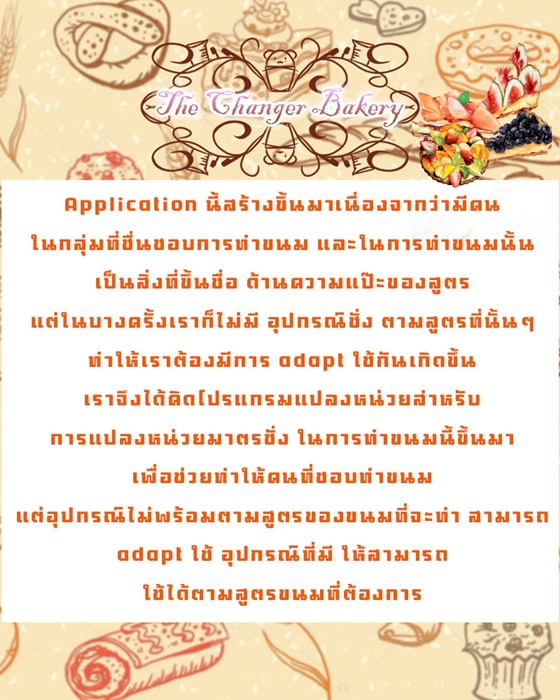 The Changer Bakery
Application นี้สร้างขึ้นมาเนื่องจากว่ามีคน
ในกลุ่มที่ชื่นชอบการทำขนม และในการทำขนมนั้น
เป็นสิ่งที่ขึ้นชื่อ ด้านความแป๊ะของสูตร
แต่ในบางครั้งเราก็ไม่มี อุปกรณ์ชั่ง ตามสูตรที่นั้นๆ
ทำให้เราต้องมีการ adapt ใช้กันเกิดขึ้น
เราจึงได้คิดโปรแกรมแปลงหน่วยสำหรับ
การแปลงหน่วยมาตรชั่ง ในการทำขนมนี้ขึ้นมา
เพื่อช่วยทำให้คนที่ชอบทำขนม
แต่อุปกรณ์ไม่พร้อมตามสูตรของขนมที่จะทำ สามารถ
adapt ใช้ อุปกรณ์ที่มี ให้สามารถ
ใช้ได้ตามสูตรขนมที่ต้องการ